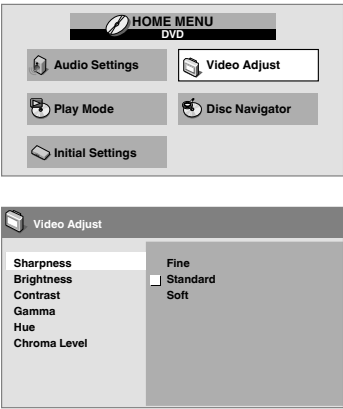 HOME MENU
DVD
Audio Settings
Video Adjust
Play Mode
Disc Navigator
Initial Settings
Video Adjust
Sharpness
Brightness
Contrast
Gamma
Hue
Chroma Level
Fine
Standard
Soft